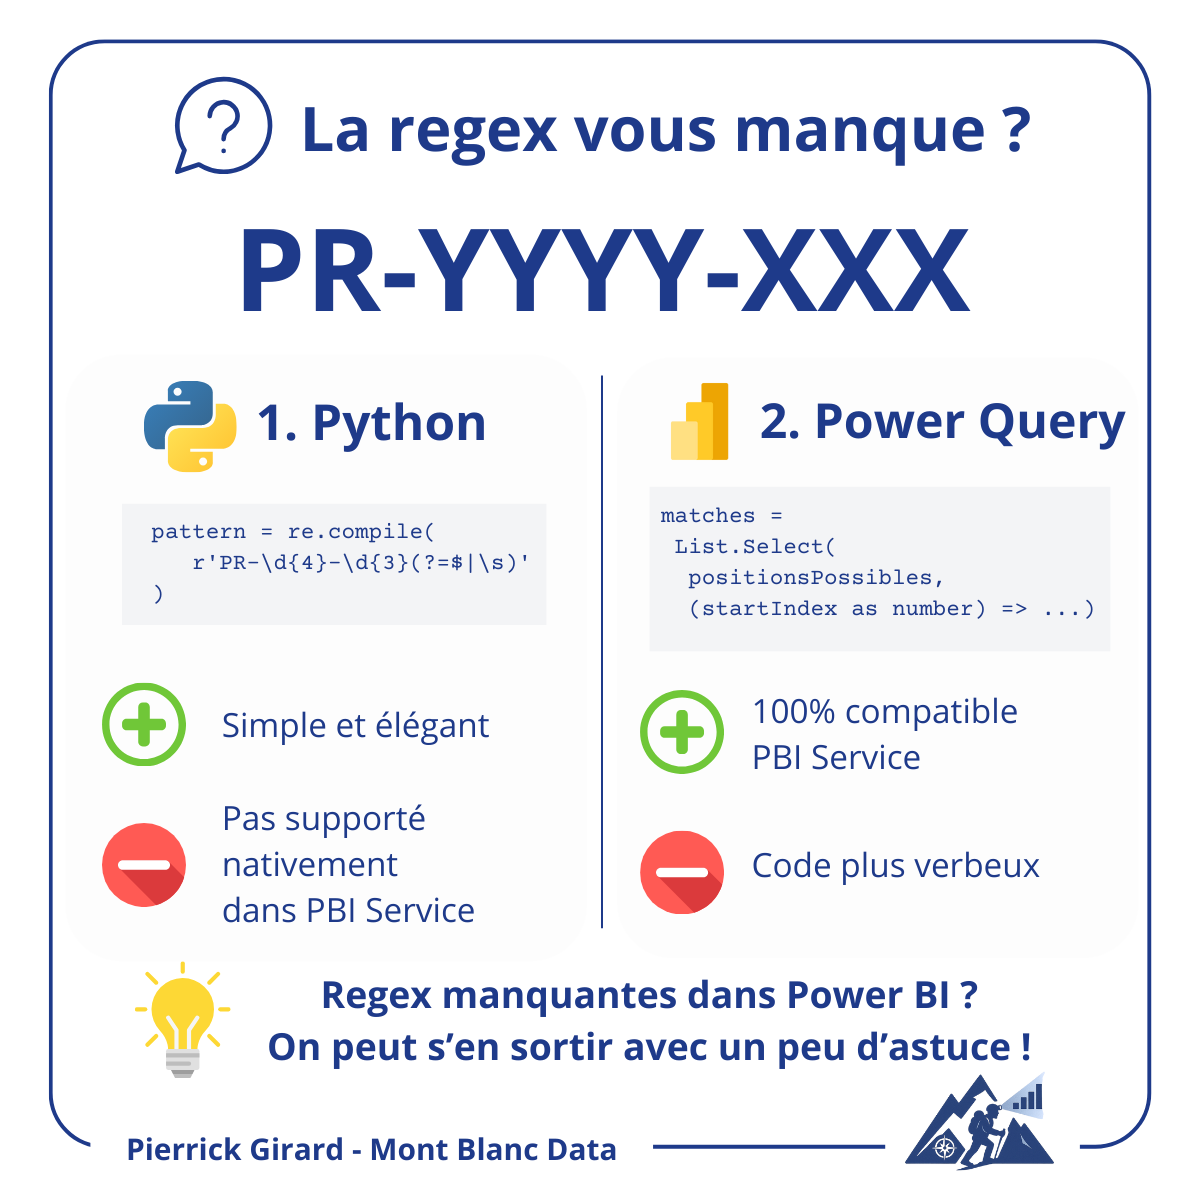 La regex vous manque ?
PR-YYYY-XXX
1. Python
pattern = re.compile(
r'PR-\d{4}-\d{3}(?=$|\s)'
)
Simple et élégant
Pas supporté
nativement
dans PBI Service
2. Power Query
matches =
List.Select(
positionsPossibles,
(startIndex as number) => ...)
100% compatible
PBI Service
Code plus verbeux
Regex manquantes dans Power BI ?
On peut s’en sortir avec un peu d’astuce !
Pierrick Girard - Mont Blanc Data